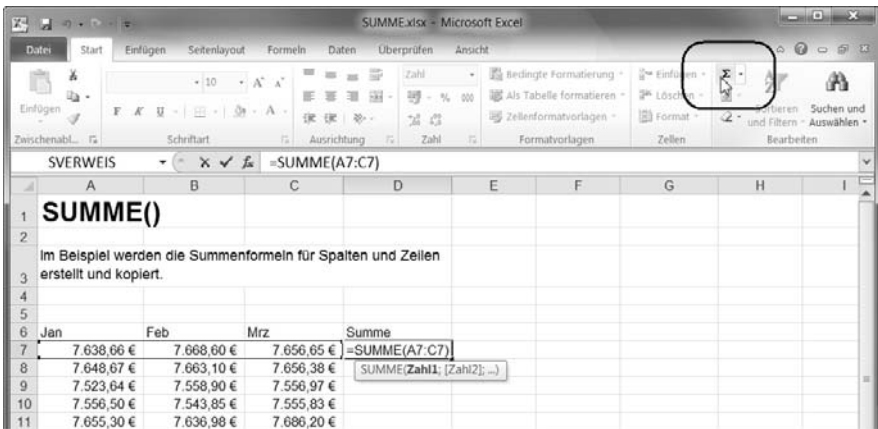 SUMME.xlsx - Microsoft Excel
Datei Start Einfügen Seitenlayout Formeln Daten Überprüfen Ansicht
10 Zahl Bedingte Formatierung Einfügen Σ
Einfügen F K U A % 000 Als Tabelle formatieren Löschen Sortieren und Filtern Suchen und Auswählen
Zellenformatvorlagen Format
Zwischenabl... Schriftart Ausrichtung Zahl Formatvorlagen Zellen Bearbeiten
SVERWEIS fx =SUMME(A7:C7)
A B C D E F G H I
1 SUMME()
2
Im Beispiel werden die Summenformeln für Spalten und Zeilen
3 erstellt und kopiert.
4
5
6 Jan Feb Mrz Summe
7 7.638,66 € 7.668,60 € 7.656,65 € =SUMME(A7:C7)
8 7.648,67 € 7.663,10 € 7.656,38 € SUMME(Zahl1; [Zahl2]; ...)
9 7.523,64 € 7.558,90 € 7.556,97 €
10 7.556,50 € 7.543,85 € 7.555,83 €
11 7.655,30 € 7.636,98 € 7.686,20 €